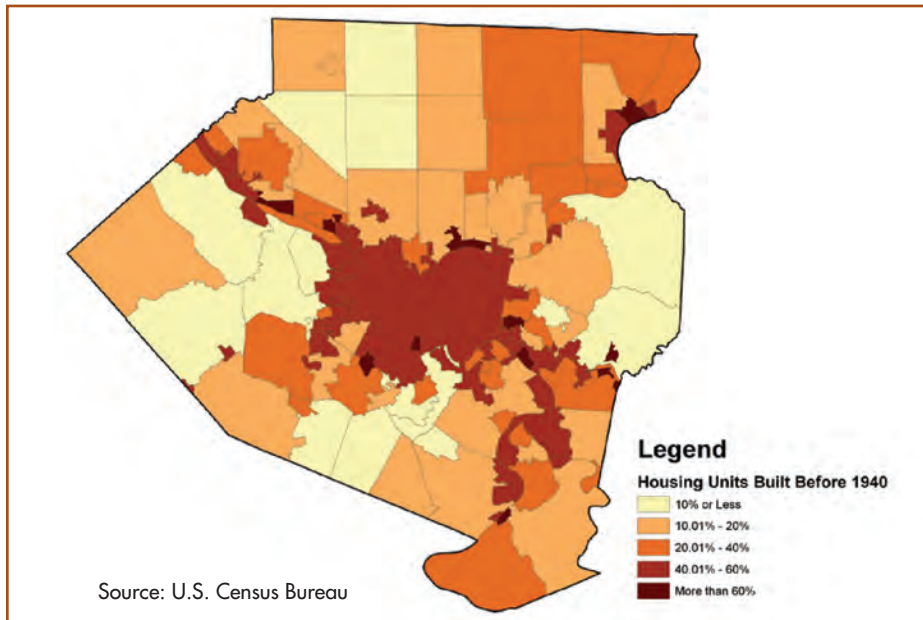 Legend
Housing Units Built Before 1940
10% or Less
10.01% - 20%
20.01% - 40%
40.01% - 60%
More than 60%
Source: U.S. Census Bureau